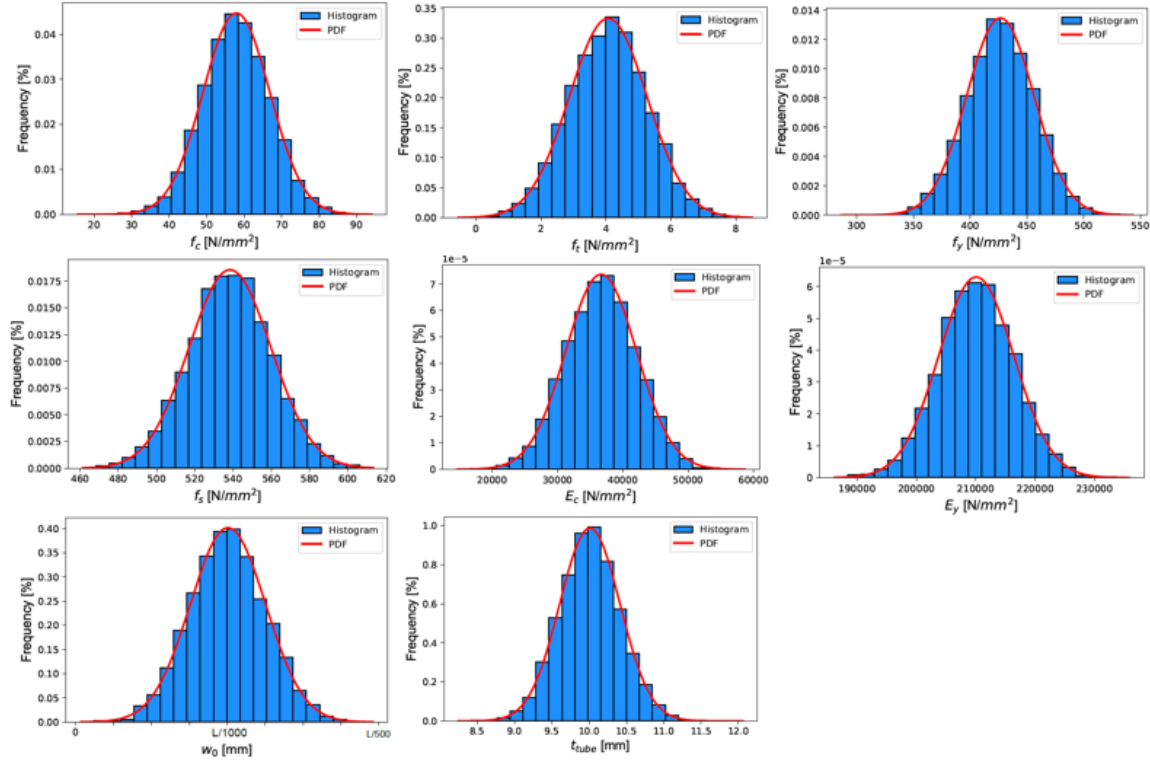 Histogram
PDF
Frequency [%]
0.04
0.03
0.02
0.01
0.00
20 30 40 50 60 70 80 90
f_c [N/mm²]
Histogram
PDF
Frequency [%]
0.35
0.30
0.25
0.20
0.15
0.10
0.05
0.00
0 2 4 6 8
f_t [N/mm²]
Histogram
PDF
Frequency [%]
0.014
0.012
0.010
0.008
0.006
0.004
0.002
0.000
300 350 400 450 500 550
f_y [N/mm²]
Histogram
PDF
Frequency [%]
0.0175
0.0150
0.0125
0.0100
0.0075
0.0050
0.0025
0.0000
460 480 500 520 540 560 580 600 620
f_s [N/mm²]
1e-5
Histogram
PDF
Frequency [%]
7
6
5
4
3
2
1
0
20000 30000 40000 50000 60000
E_c [N/mm²]
1e-5
Histogram
PDF
Frequency [%]
6
5
4
3
2
1
0
190000 200000 210000 220000 230000
E_y [N/mm²]
Histogram
PDF
Frequency [%]
0.40
0.35
0.30
0.25
0.20
0.15
0.10
0.05
0.00
0 L/1000 L/500
w_0 [mm]
Histogram
PDF
Frequency [%]
1.0
0.8
0.6
0.4
0.2
0.0
8.5 9.0 9.5 10.0 10.5 11.0 11.5 12.0
t_tube [mm]